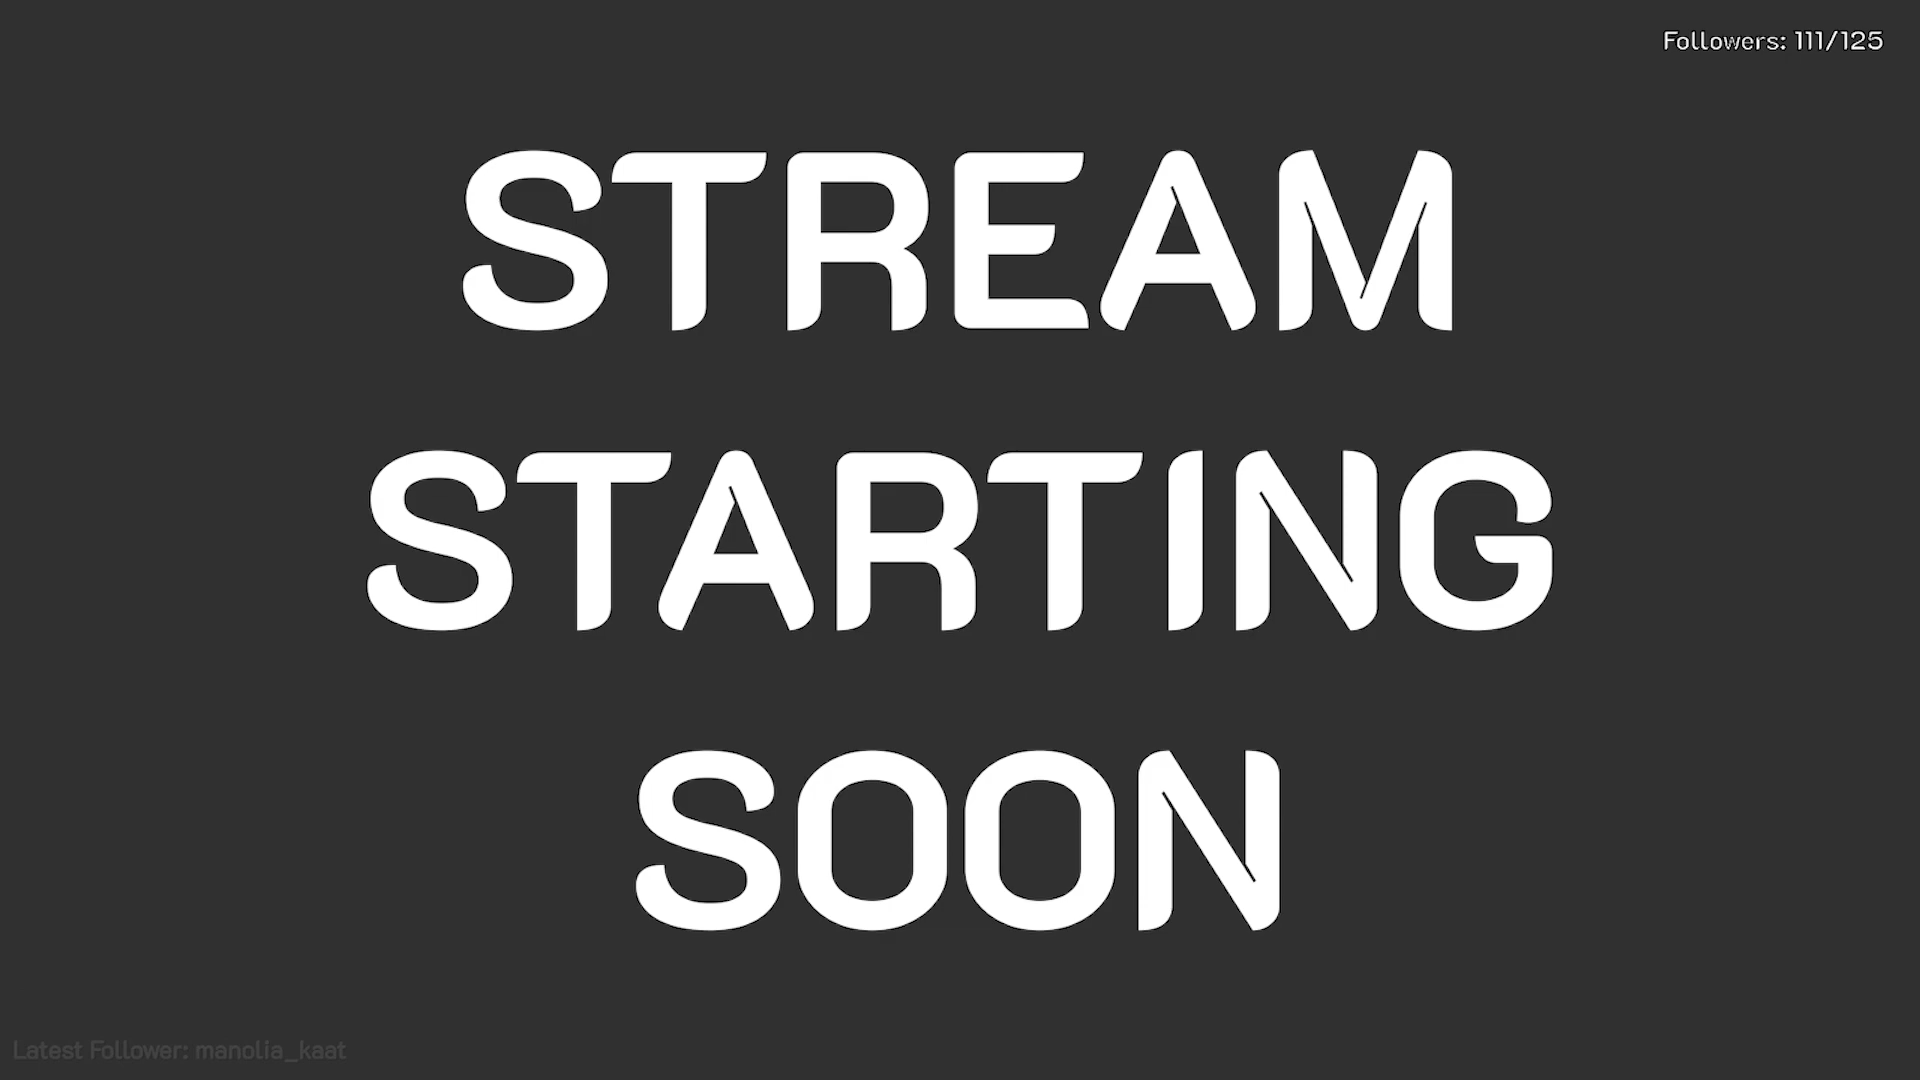 Followers: 111/125
STREAM
STARTING
SOON
Latest Follower: manolia_kaat